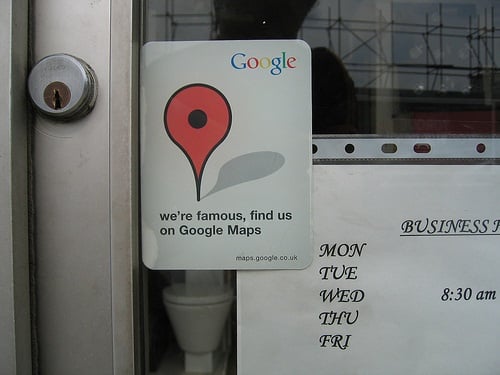 Google
we're famous, find us
on Google Maps
maps.google.co.uk
BUSINESS
MON
TUE
WED 8:30 am
THU
FRI